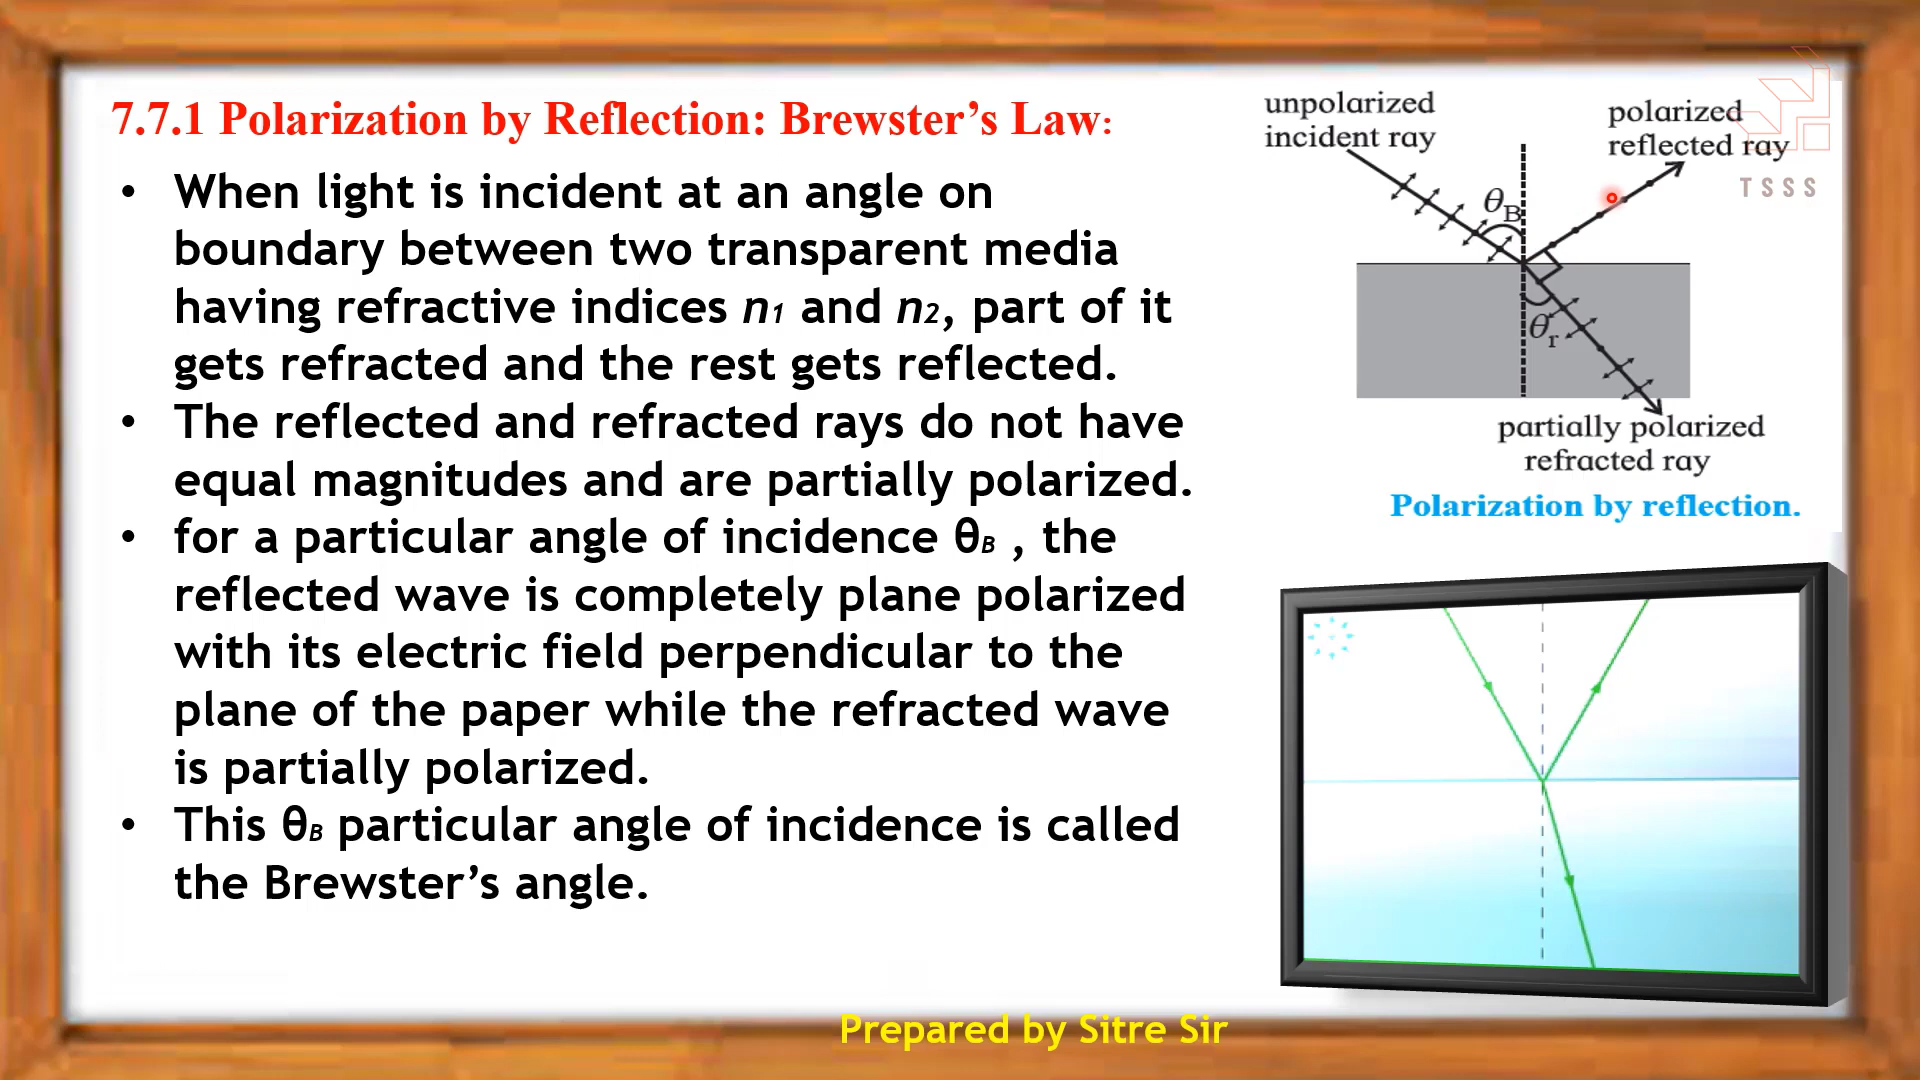 7.7.1 Polarization by Reflection: Brewster’s Law:
• When light is incident at an angle on
boundary between two transparent media
having refractive indices n1 and n2, part of it
gets refracted and the rest gets reflected.
• The reflected and refracted rays do not have
equal magnitudes and are partially polarized.
• for a particular angle of incidence θB , the
reflected wave is completely plane polarized
with its electric field perpendicular to the
plane of the paper while the refracted wave
is partially polarized.
• This θB particular angle of incidence is called
the Brewster’s angle.
unpolarized
incident ray
polarized
reflected ray
TSSS
θB
θr
partially polarized
refracted ray
Polarization by reflection.
Prepared by Sitre Sir